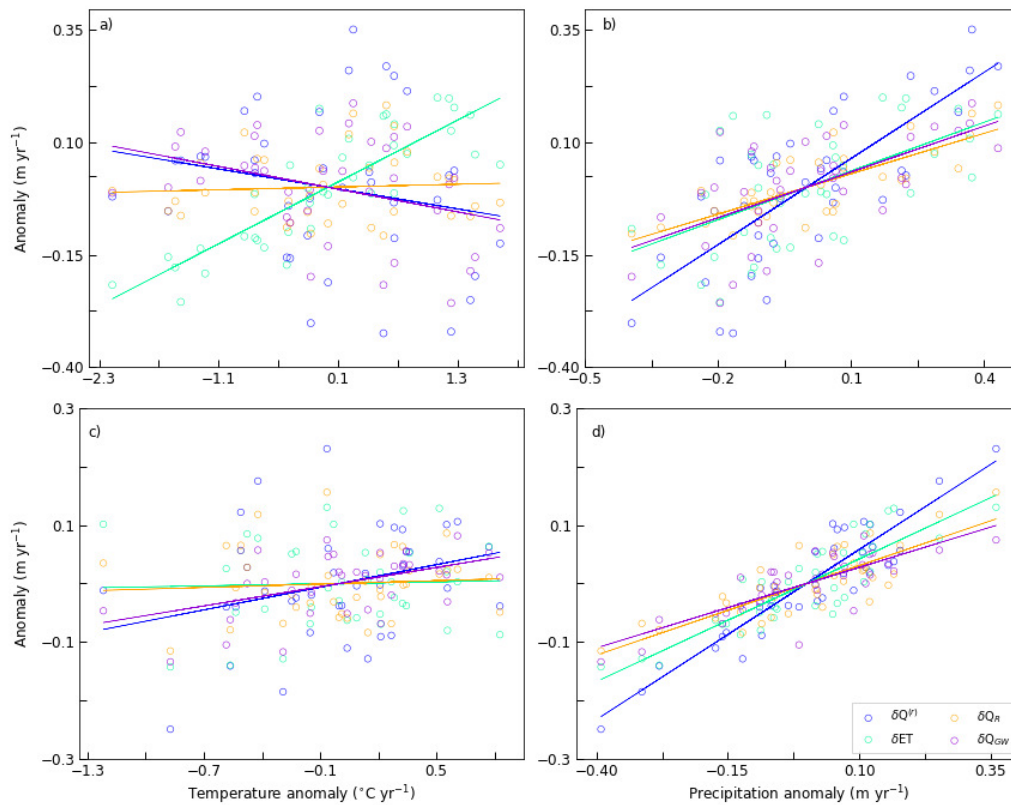 a)
b)
0.35
0.10
−0.15
−0.40
Anomaly (m yr⁻¹)
−2.3 −1.1 0.1 1.3
−0.5 −0.2 0.1 0.4
c)
d)
0.3
0.1
−0.1
−0.3
Anomaly (m yr⁻¹)
δQ⁽ʳ⁾ δQ_R
δET δQ_GW
−1.3 −0.7 −0.1 0.5
−0.40 −0.15 0.10 0.35
Temperature anomaly (°C yr⁻¹)
Precipitation anomaly (m yr⁻¹)